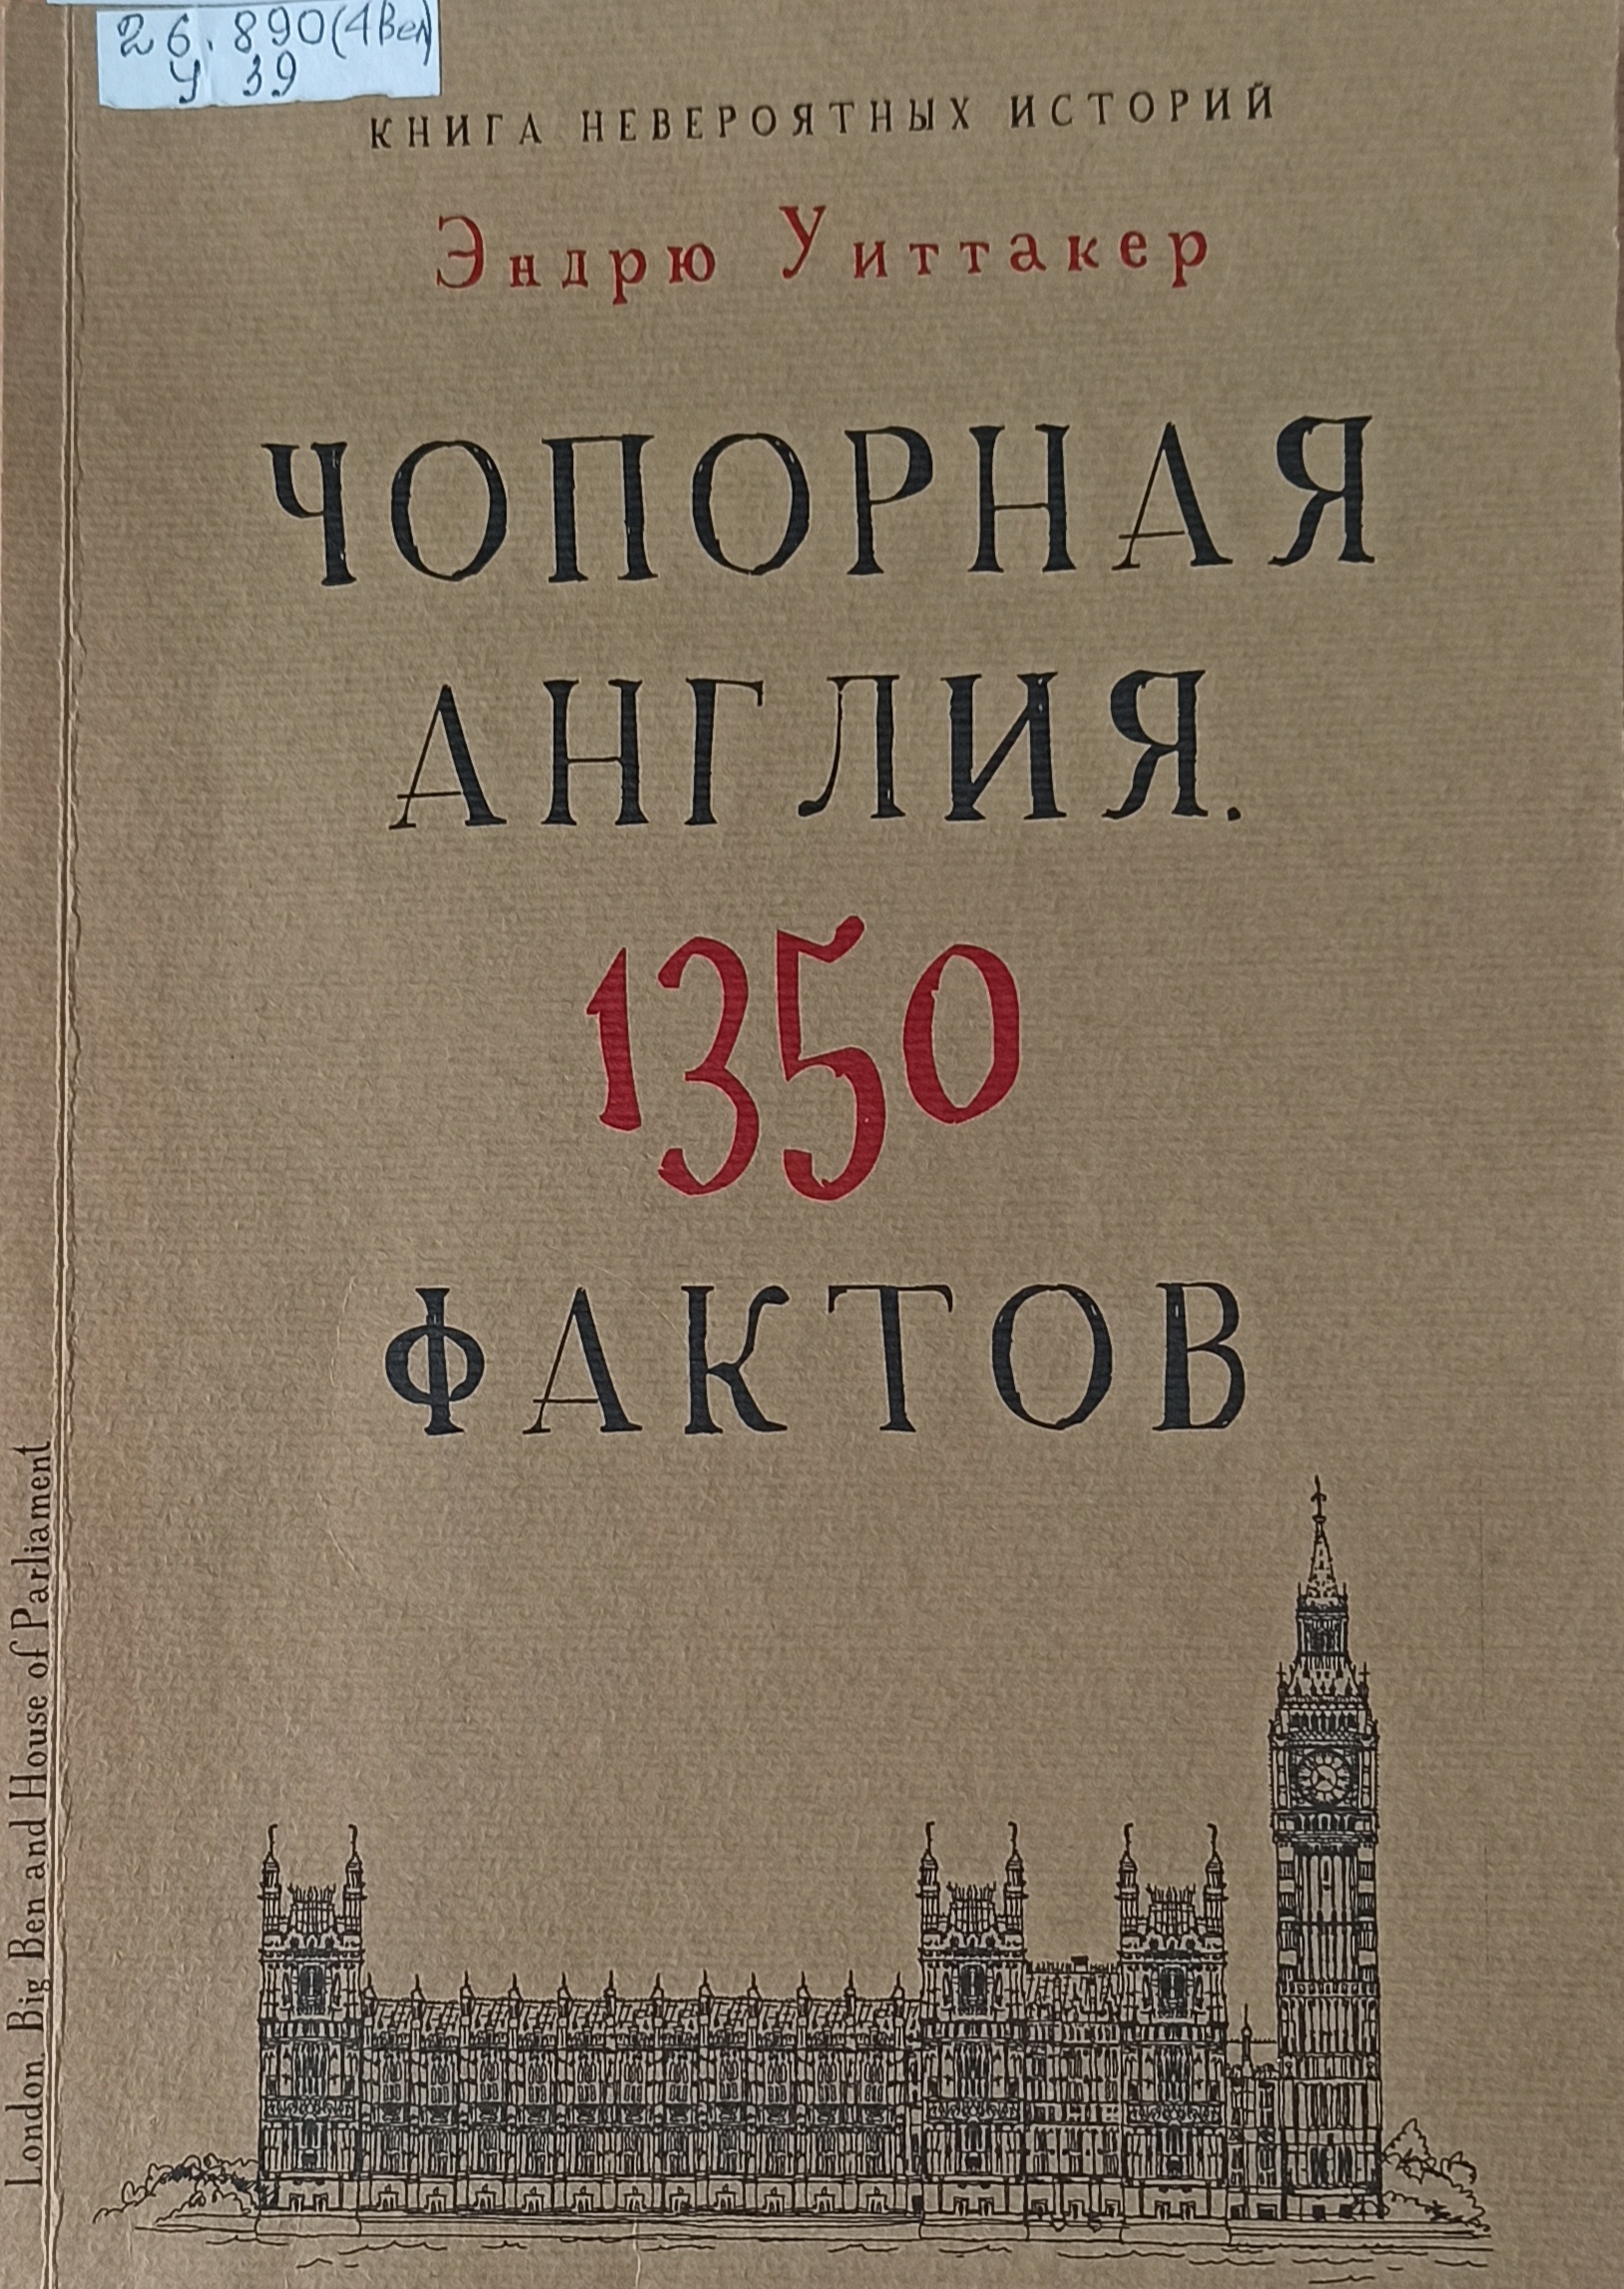 26.890(4Вел)
У 39
КНИГА НЕВЕРОЯТНЫХ ИСТОРИЙ
Эндрю Уиттакер
ЧОПОРНАЯ
АНГЛИЯ.
1350
ФАКТОВ
London. Big Ben and House of Parliament